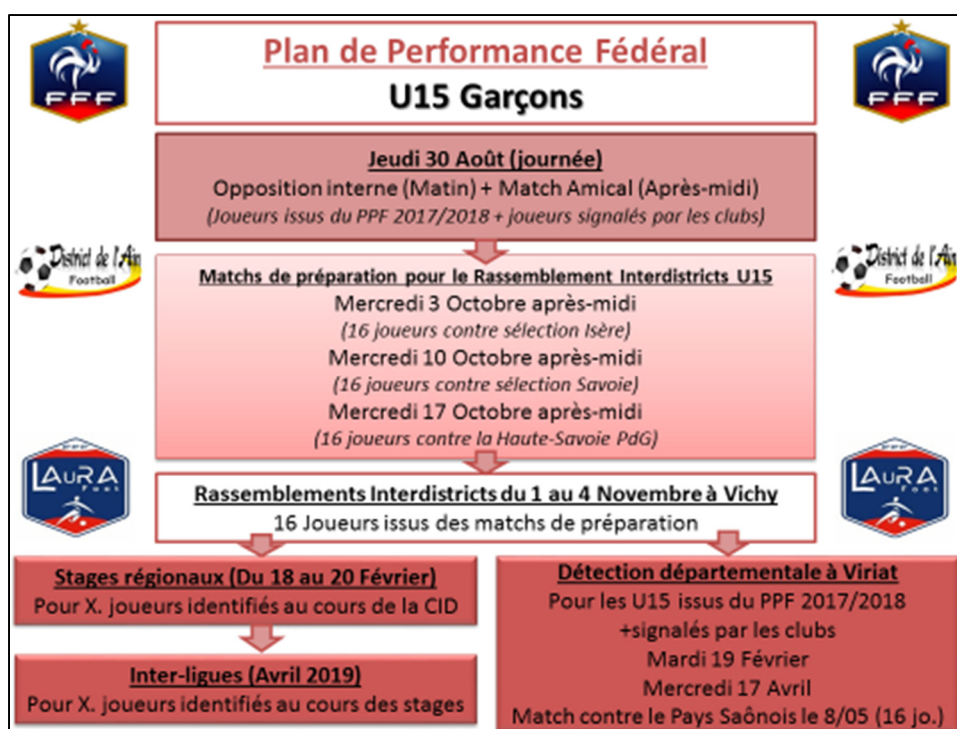 FFF
Plan de Performance Fédéral
FFF
U15 Garçons
Jeudi 30 Août (journée)
Opposition interne (Matin) + Match Amical (Après-midi)
(Joueurs issus du PPF 2017/2018 + joueurs signalés par les clubs)
District de l'Ain
Football
District de l'Ain
Football
Matchs de préparation pour le Rassemblement Interdistricts U15
Mercredi 3 Octobre après-midi
(16 joueurs contre sélection Isère)
Mercredi 10 Octobre après-midi
(16 joueurs contre sélection Savoie)
Mercredi 17 Octobre après-midi
(16 joueurs contre la Haute-Savoie PdG)
FFF
LAuRA
Foot
FFF
LAuRA
Foot
Rassemblements Interdistricts du 1 au 4 Novembre à Vichy
16 Joueurs issus des matchs de préparation
Stages régionaux (Du 18 au 20 Février)
Pour X. joueurs identifiés au cours de la CID
Inter-ligues (Avril 2019)
Pour X. joueurs identifiés au cours des stages
Détection départementale à Viriat
Pour les U15 issus du PPF 2017/2018
+signalés par les clubs
Mardi 19 Février
Mercredi 17 Avril
Match contre le Pays Saônois le 8/05 (16 jo.)